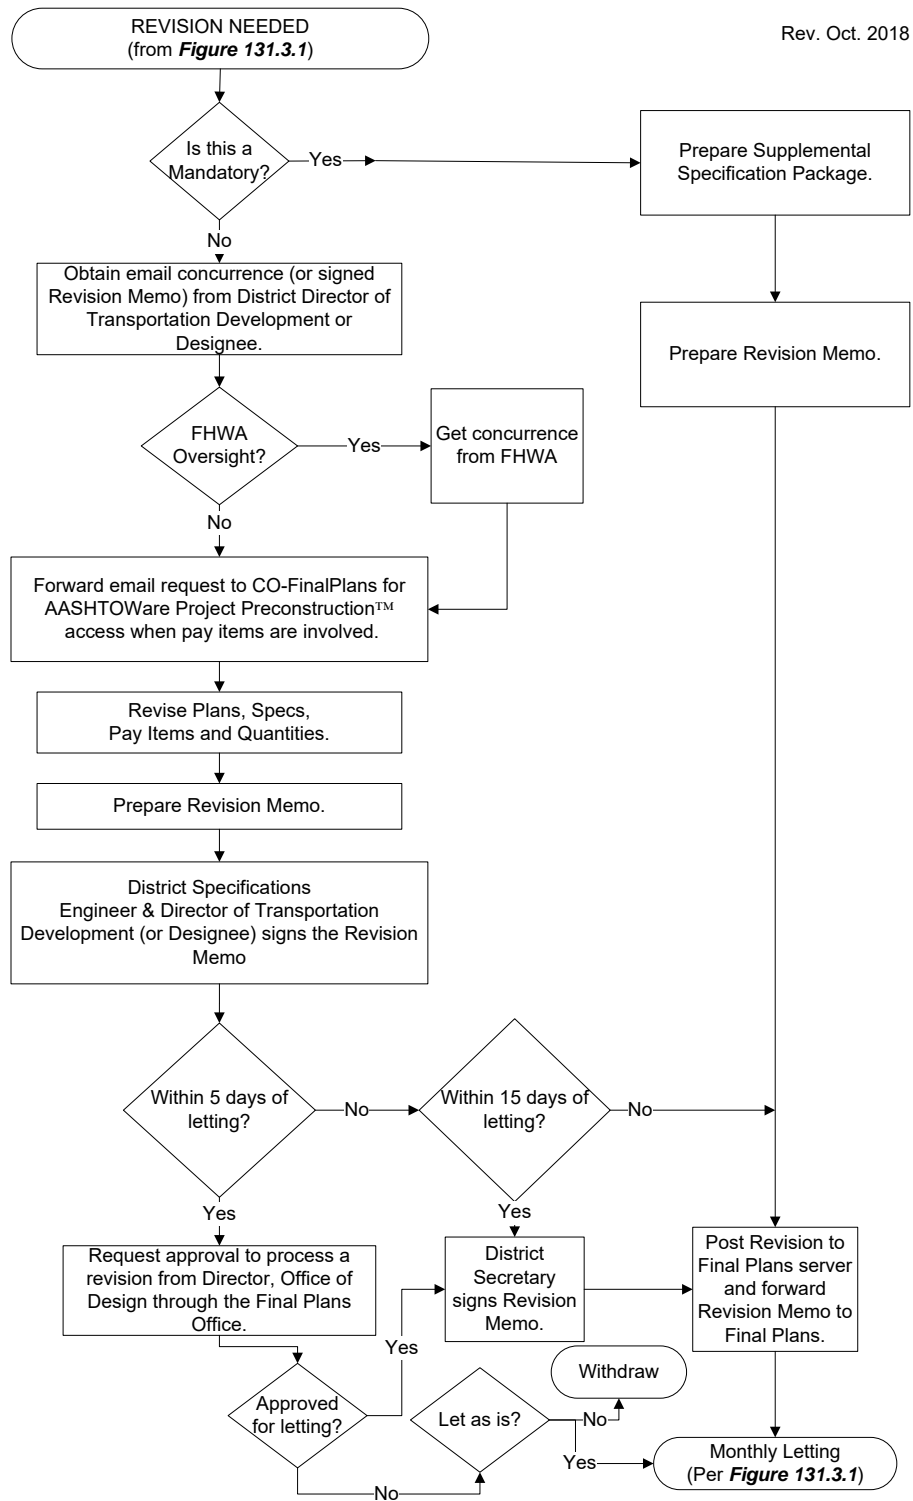 REVISION NEEDED
(from Figure 131.3.1)
Rev. Oct. 2018
Is this a
Mandatory?
Yes
Prepare Supplemental
Specification Package.
No
Obtain email concurrence (or signed
Revision Memo) from District Director of
Transportation Development or
Designee.
Prepare Revision Memo.
FHWA
Oversight?
Yes
Get concurrence
from FHWA
No
Forward email request to CO-FinalPlans for
AASHTOWare Project Preconstruction™
access when pay items are involved.
Revise Plans, Specs,
Pay Items and Quantities.
Prepare Revision Memo.
District Specifications
Engineer & Director of Transportation
Development (or Designee) signs the Revision
Memo
Within 5 days of
letting?
No
Within 15 days of
letting?
No
Yes
Yes
Request approval to process a
revision from Director, Office of
Design through the Final Plans
Office.
District
Secretary
signs Revision
Memo.
Post Revision to
Final Plans server
and forward
Revision Memo to
Final Plans.
Yes
Approved
for letting?
Let as is?
Withdraw
No
Yes
No
Monthly Letting
(Per Figure 131.3.1)